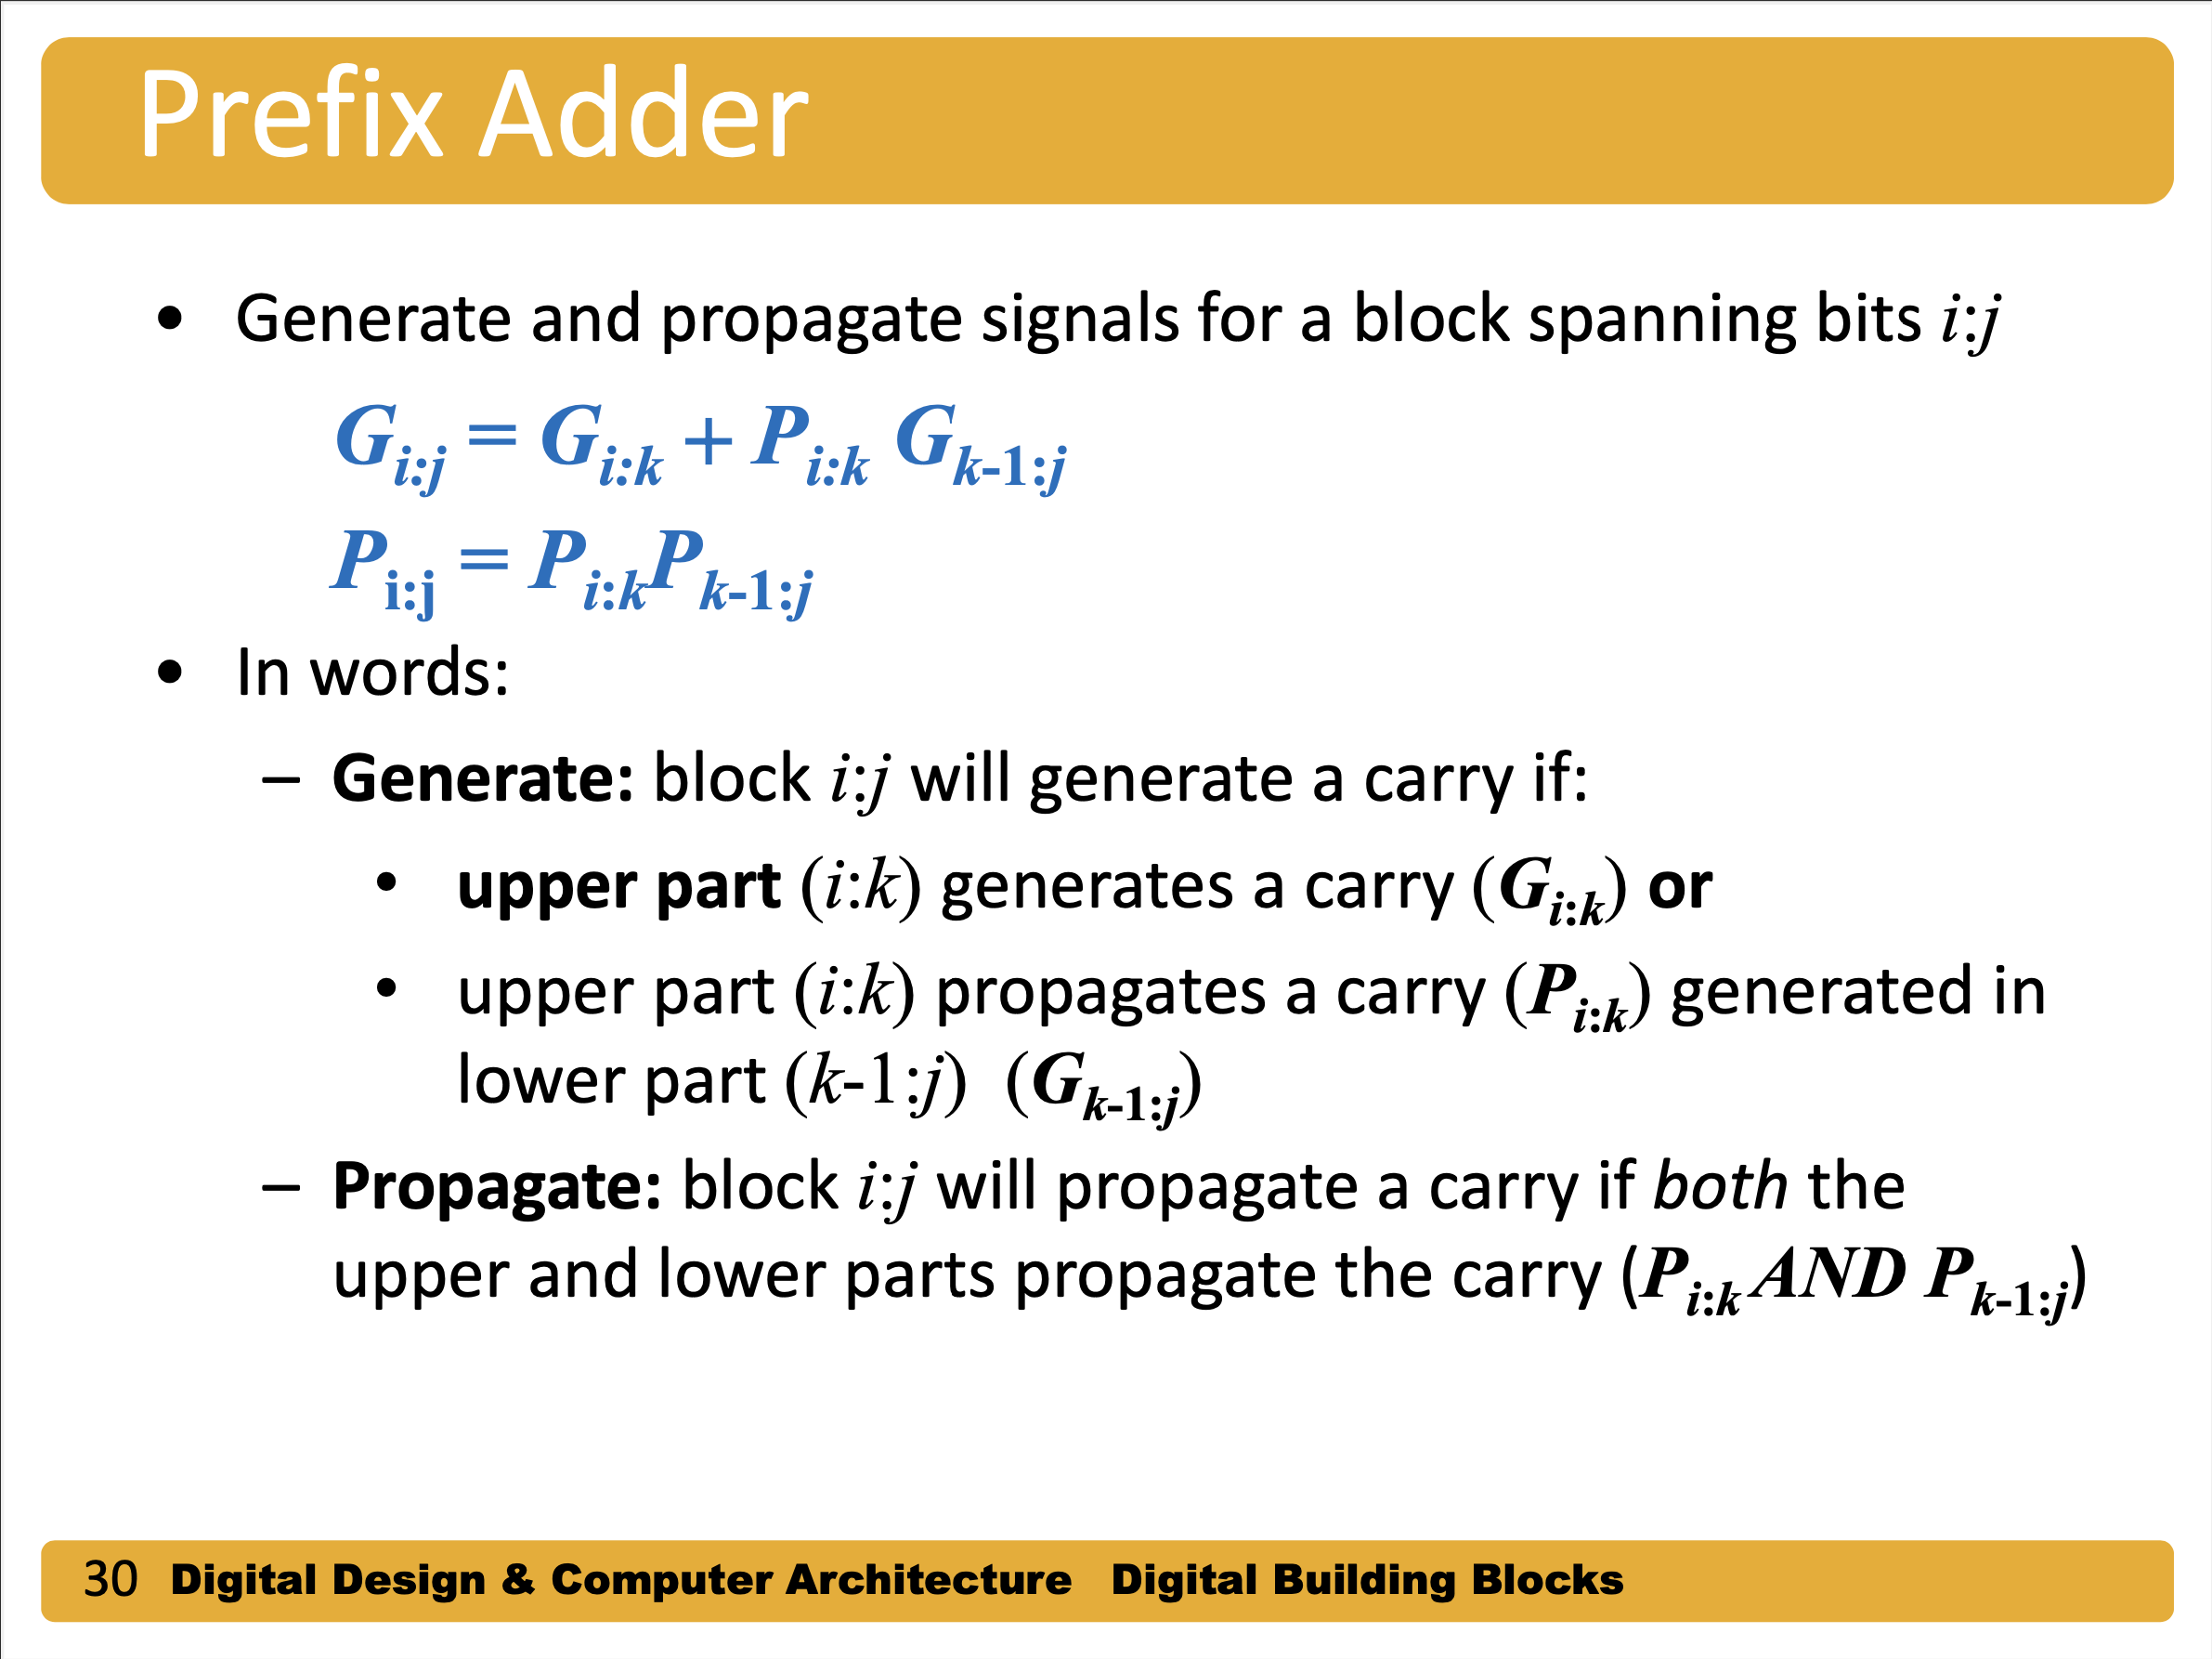 Prefix Adder
• Generate and propagate signals for a block spanning bits i:j
G_{i:j} = G_{i:k} + P_{i:k} G_{k-1:j}
P_{i:j} = P_{i:k}P_{k-1:j}
• In words:
– Generate: block i:j will generate a carry if:
• upper part (i:k) generates a carry (G_{i:k}) or
• upper part (i:k) propagates a carry (P_{i:k}) generated in
lower part (k-1:j) (G_{k-1:j})
– Propagate: block i:j will propagate a carry if both the
upper and lower parts propagate the carry (P_{i:k} AND P_{k-1:j})
30 Digital Design & Computer Architecture Digital Building Blocks